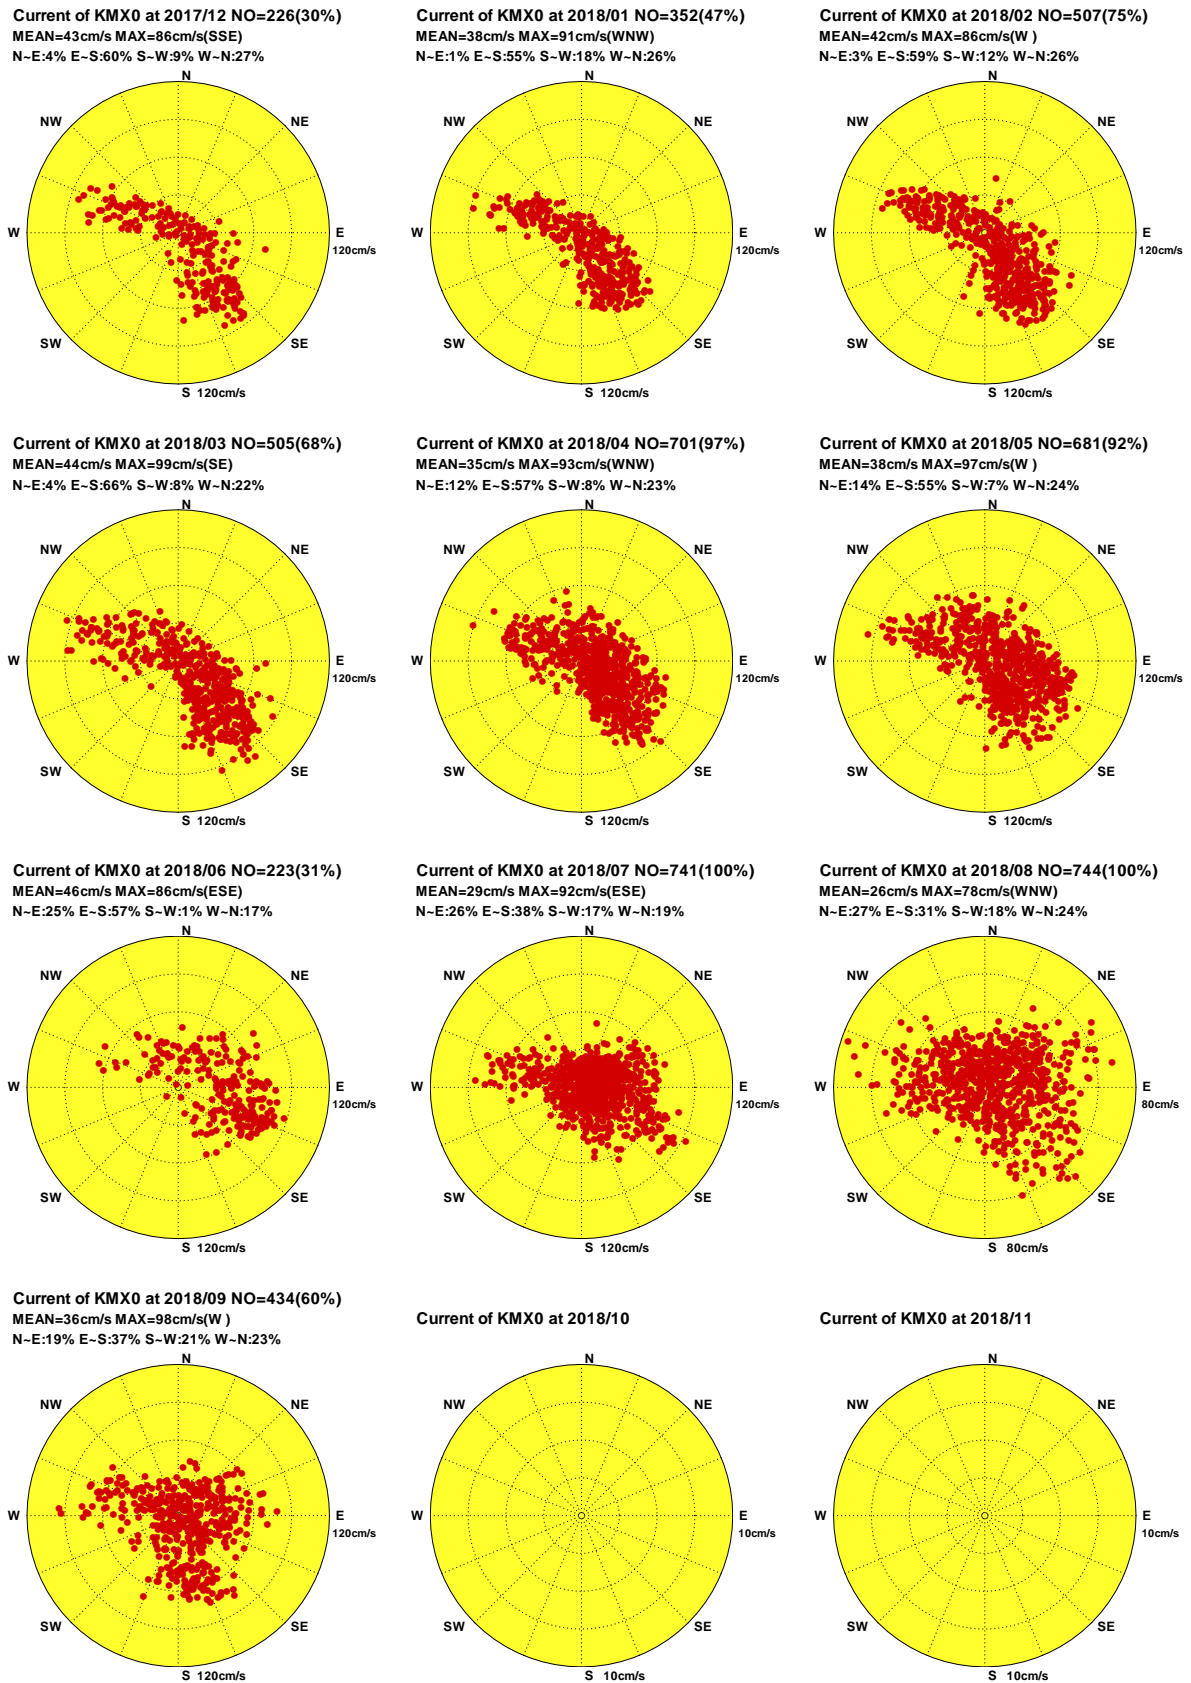 Current of KMX0 at 2017/12 NO=226(30%)
MEAN=43cm/s MAX=86cm/s(SSE)
N~E:4% E~S:60% S~W:9% W~N:27%
N
NW
NE
W
E
120cm/s
SW
SE
S 120cm/s
Current of KMX0 at 2018/01 NO=352(47%)
MEAN=38cm/s MAX=91cm/s(WNW)
N~E:1% E~S:55% S~W:18% W~N:26%
N
NW
NE
W
E
120cm/s
SW
SE
S 120cm/s
Current of KMX0 at 2018/02 NO=507(75%)
MEAN=42cm/s MAX=86cm/s(W )
N~E:3% E~S:59% S~W:12% W~N:26%
N
NW
NE
W
E
120cm/s
SW
SE
S 120cm/s
Current of KMX0 at 2018/03 NO=505(68%)
MEAN=44cm/s MAX=99cm/s(SE)
N~E:4% E~S:66% S~W:8% W~N:22%
N
NW
NE
W
E
120cm/s
SW
SE
S 120cm/s
Current of KMX0 at 2018/04 NO=701(97%)
MEAN=35cm/s MAX=93cm/s(WNW)
N~E:12% E~S:57% S~W:8% W~N:23%
N
NW
NE
W
E
120cm/s
SW
SE
S 120cm/s
Current of KMX0 at 2018/05 NO=681(92%)
MEAN=38cm/s MAX=97cm/s(W )
N~E:14% E~S:55% S~W:7% W~N:24%
N
NW
NE
W
E
120cm/s
SW
SE
S 120cm/s
Current of KMX0 at 2018/06 NO=223(31%)
MEAN=46cm/s MAX=86cm/s(ESE)
N~E:25% E~S:57% S~W:1% W~N:17%
N
NW
NE
W
E
120cm/s
SW
SE
S 120cm/s
Current of KMX0 at 2018/07 NO=741(100%)
MEAN=29cm/s MAX=92cm/s(ESE)
N~E:26% E~S:38% S~W:17% W~N:19%
N
NW
NE
W
E
120cm/s
SW
SE
S 120cm/s
Current of KMX0 at 2018/08 NO=744(100%)
MEAN=26cm/s MAX=78cm/s(WNW)
N~E:27% E~S:31% S~W:18% W~N:24%
N
NW
NE
W
E
80cm/s
SW
SE
S 80cm/s
Current of KMX0 at 2018/09 NO=434(60%)
MEAN=36cm/s MAX=98cm/s(W )
N~E:19% E~S:37% S~W:21% W~N:23%
N
NW
NE
W
E
120cm/s
SW
SE
S 120cm/s
Current of KMX0 at 2018/10
N
NW
NE
W
E
10cm/s
SW
SE
S 10cm/s
Current of KMX0 at 2018/11
N
NW
NE
W
E
10cm/s
SW
SE
S 10cm/s